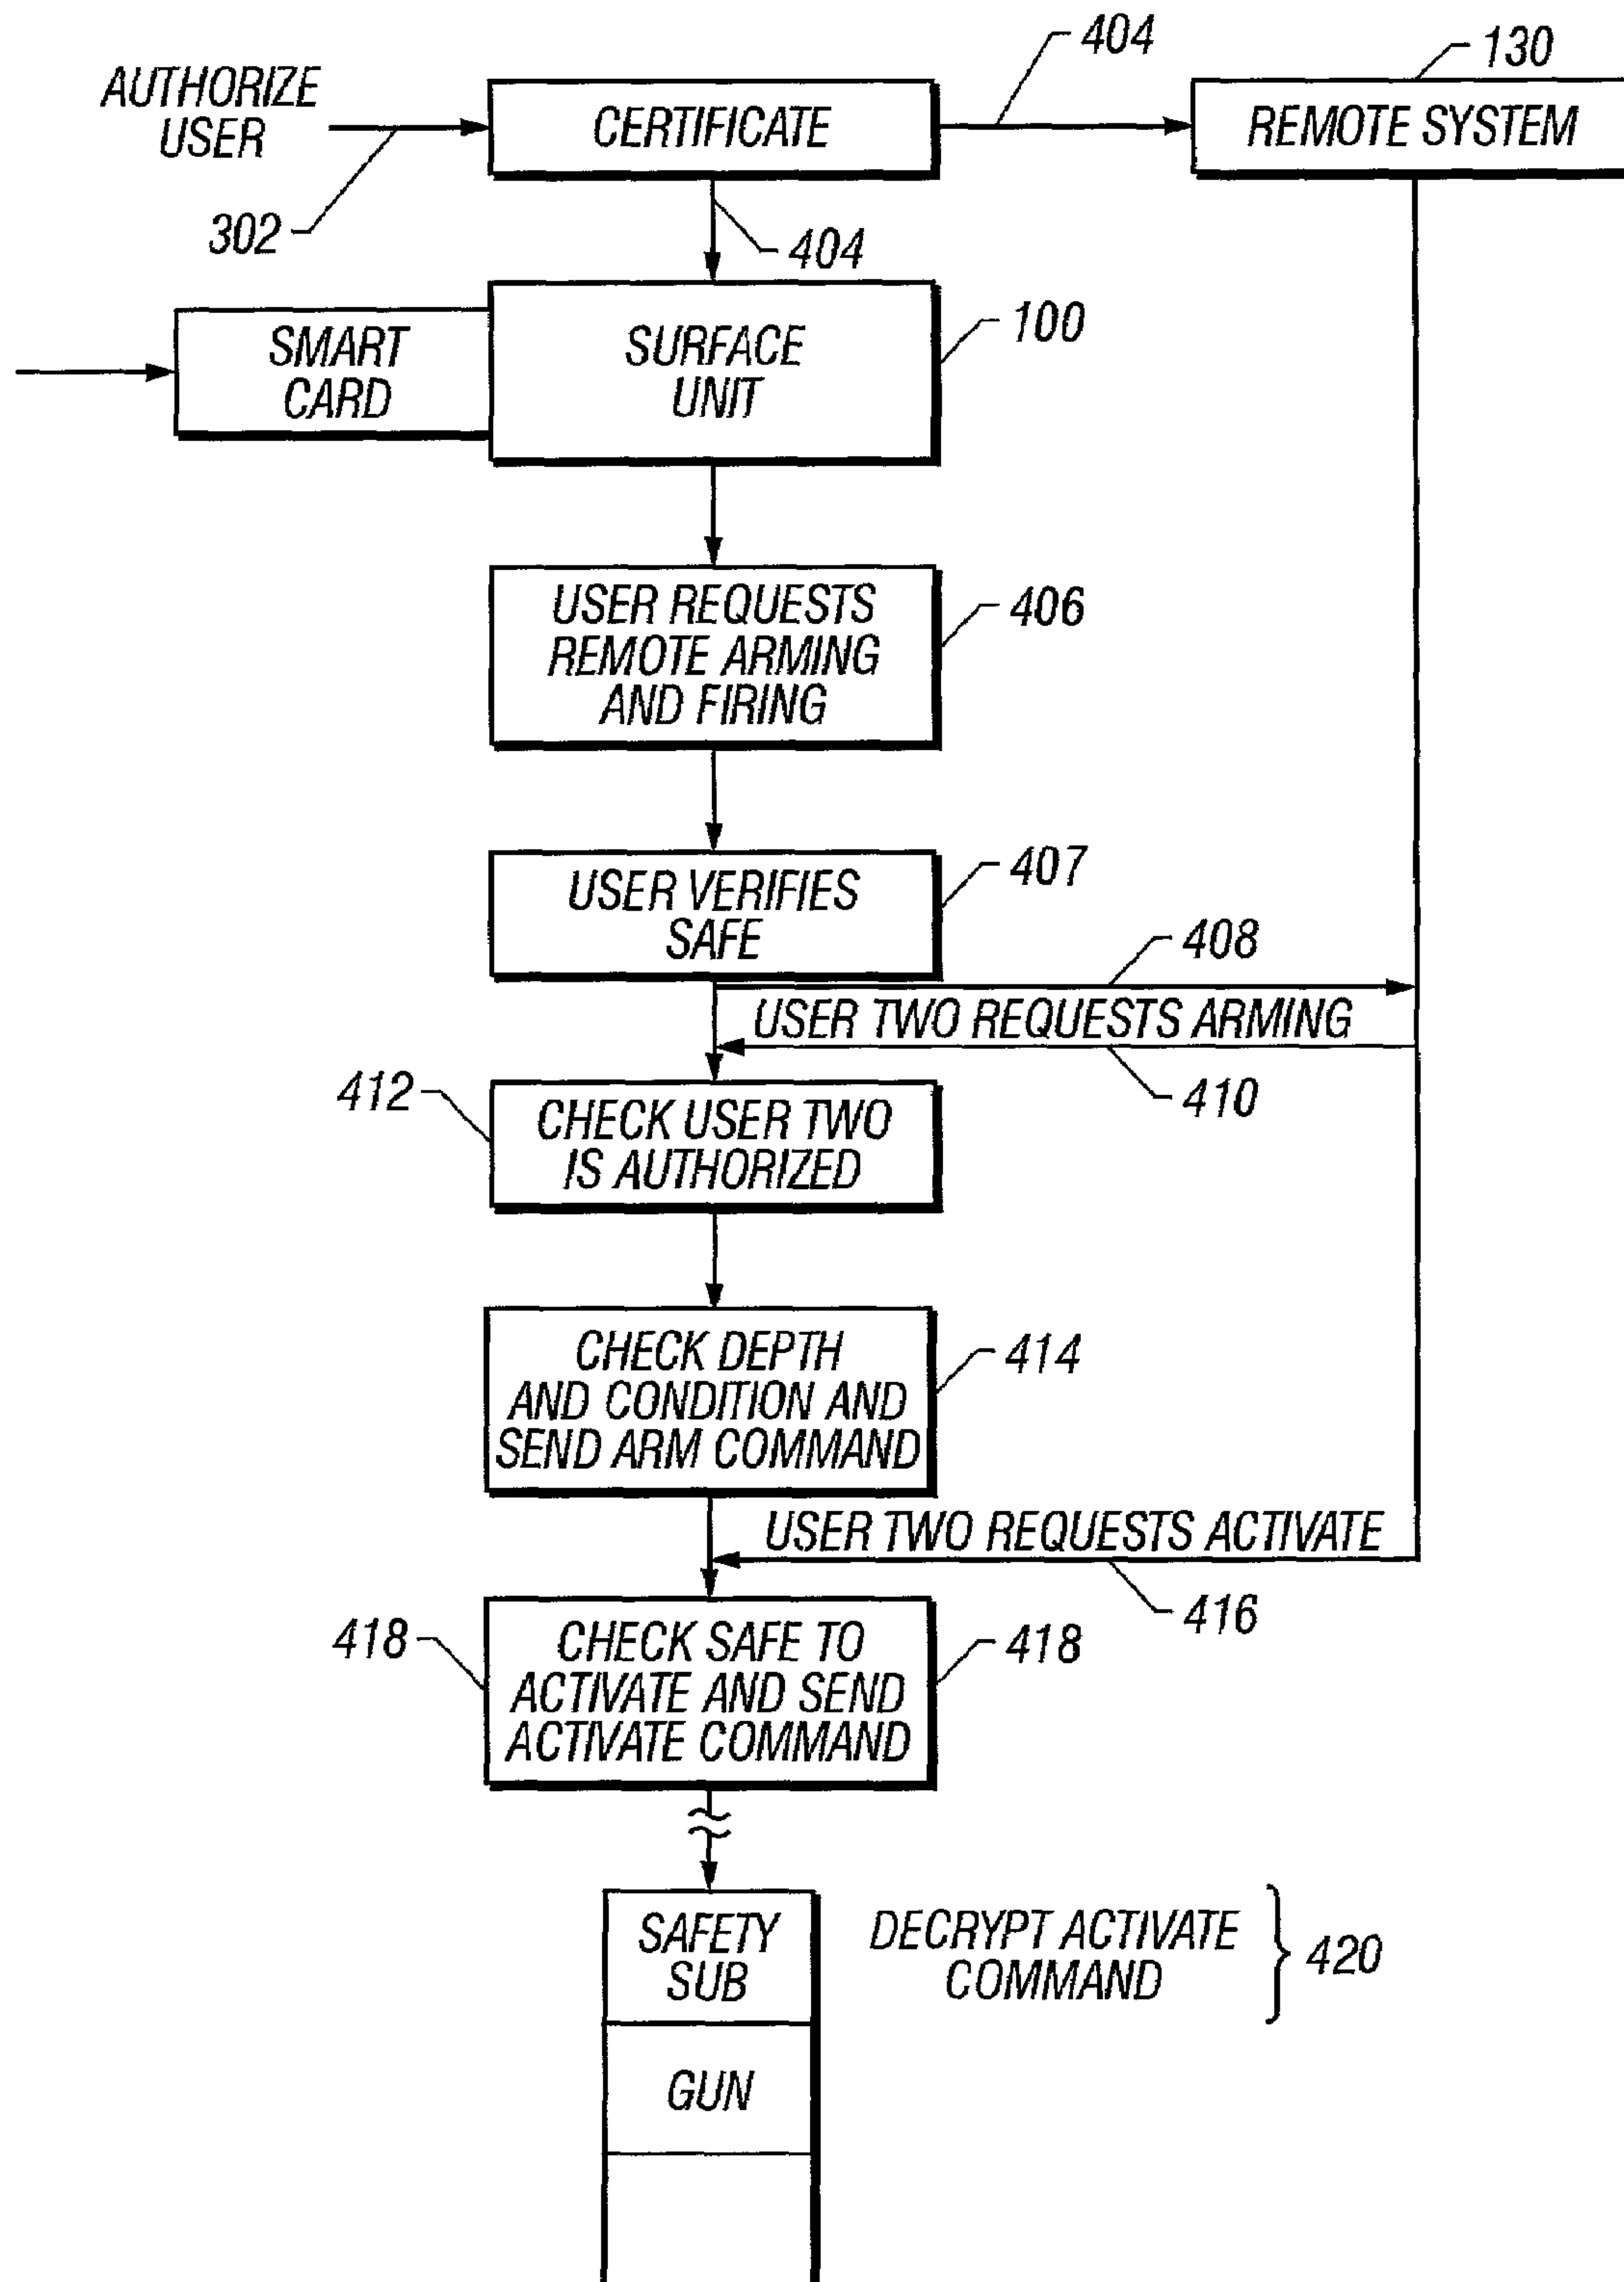 404
130
AUTHORIZE
USER
CERTIFICATE
REMOTE SYSTEM
302
404
SMART
CARD
SURFACE
UNIT
100
USER REQUESTS
REMOTE ARMING
AND FIRING
406
USER VERIFIES
SAFE
407
408
USER TWO REQUESTS ARMING
410
412
CHECK USER TWO
IS AUTHORIZED
CHECK DEPTH
AND CONDITION AND
SEND ARM COMMAND
414
USER TWO REQUESTS ACTIVATE
416
418
CHECK SAFE TO
ACTIVATE AND SEND
ACTIVATE COMMAND
418
SAFETY
SUB
DECRYPT ACTIVATE
COMMAND
420
GUN